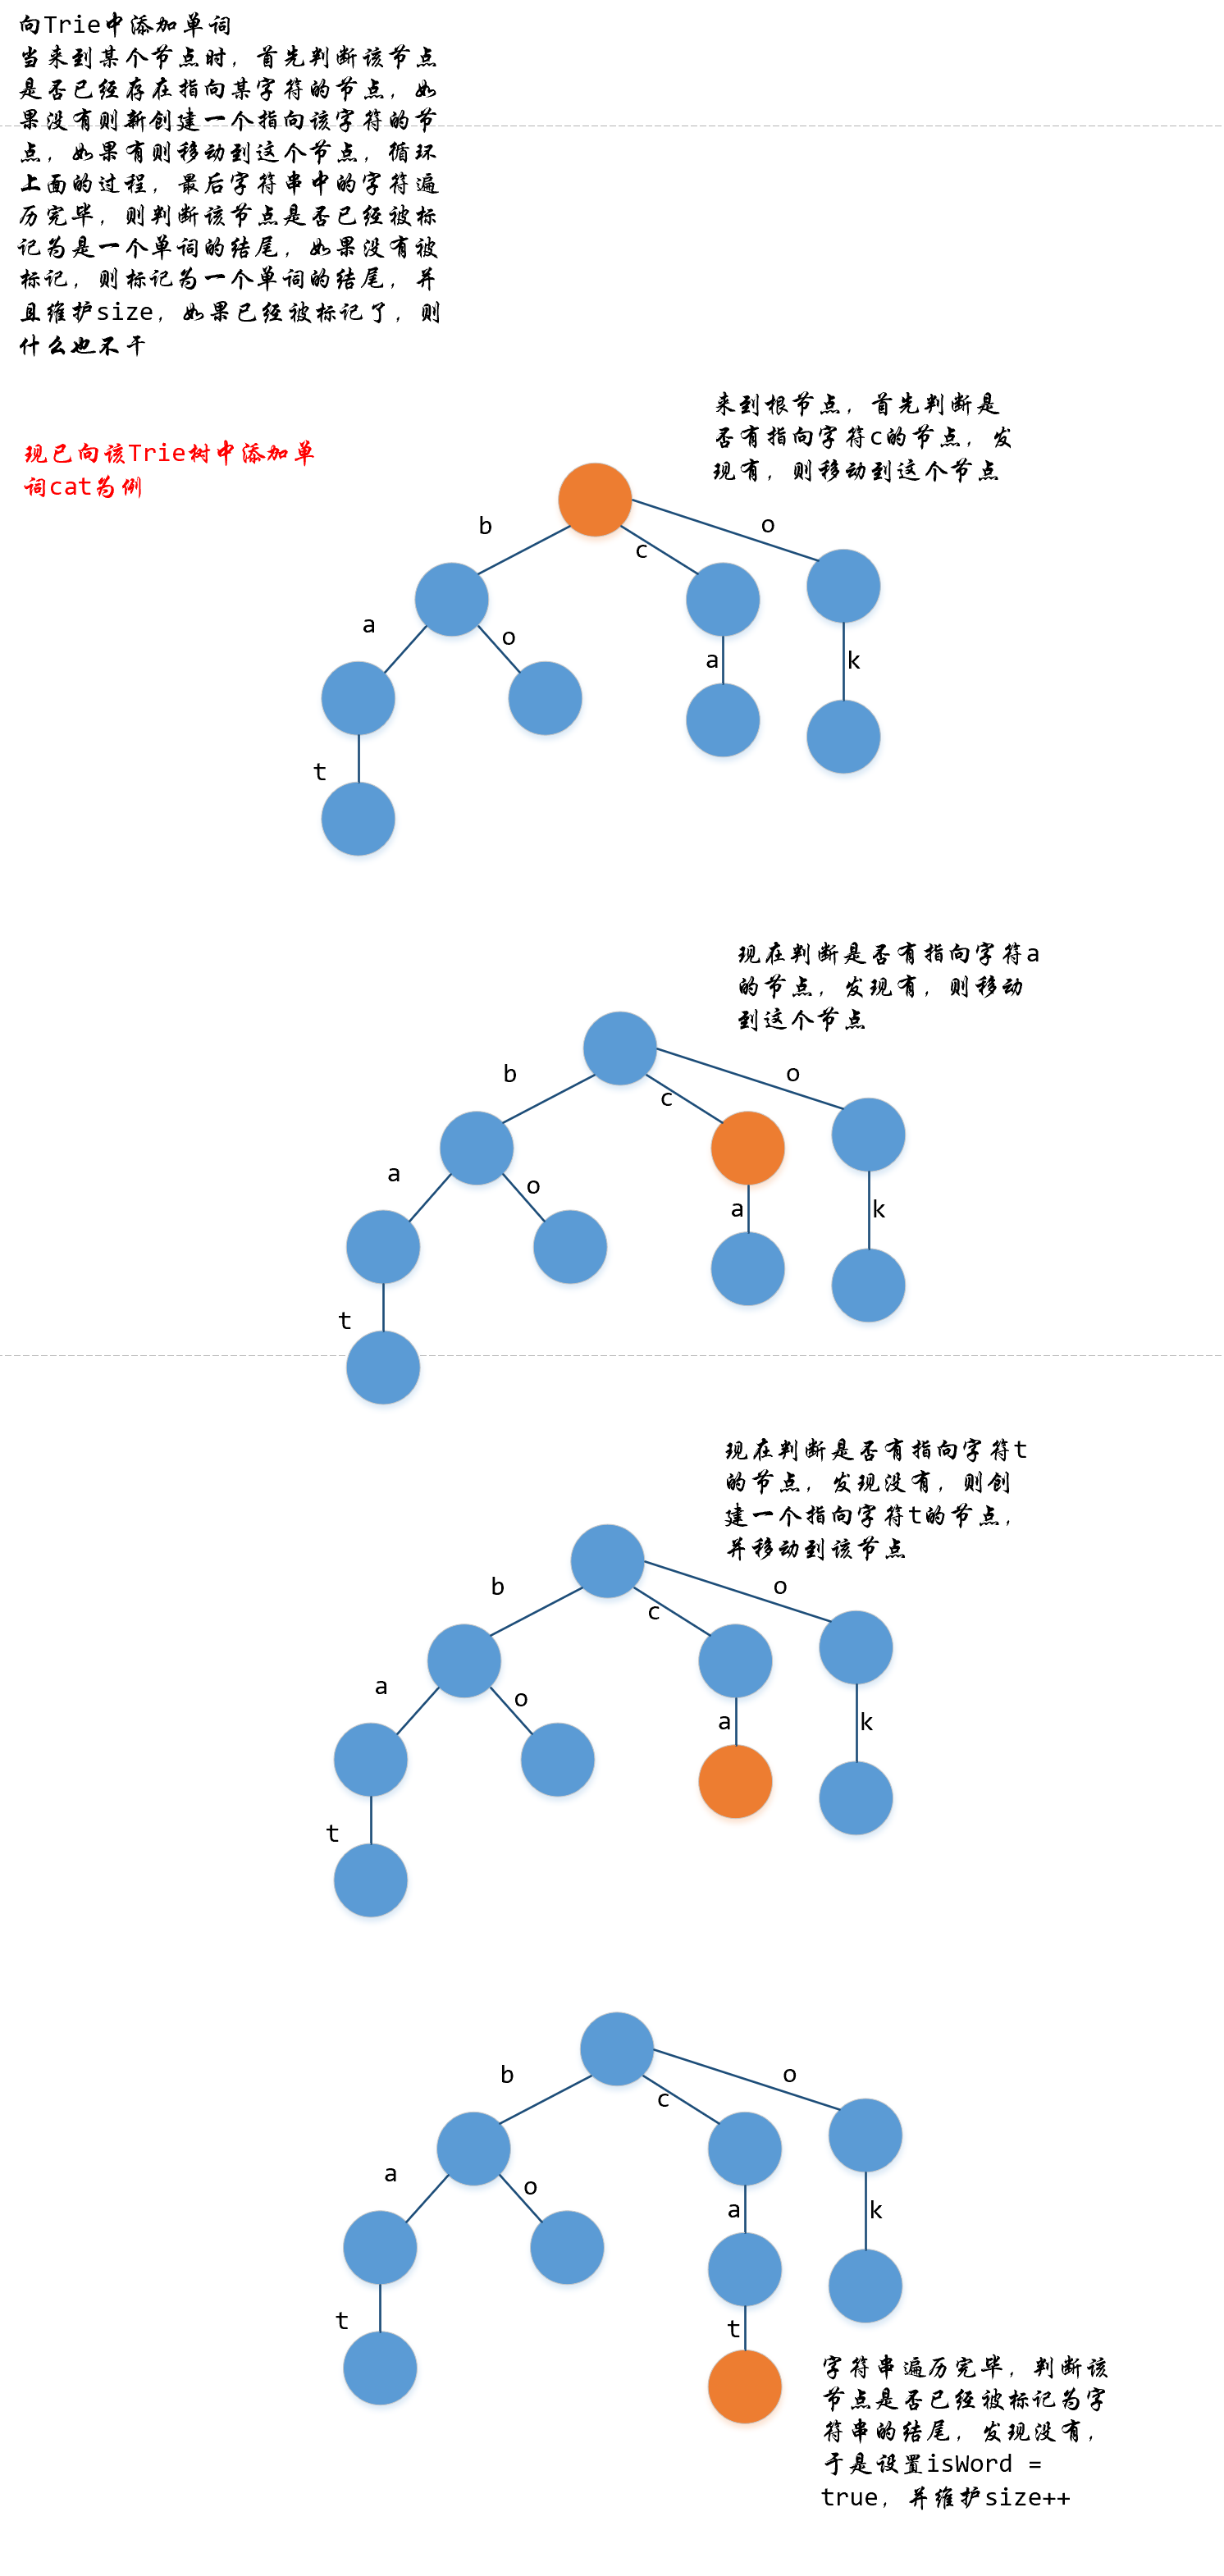 向Trie中添加单词
当来到某个节点时，首先判断该节点
是否已经存在指向某字符的节点，如
果没有则新创建一个指向该字符的节
点，如果有则移动到这个节点，循环
上面的过程，最后字符串中的字符遍
历完毕，则判断该节点是否已经被标
记为是一个单词的结尾，如果没有被
标记，则标记为一个单词的结尾，并
且维护size，如果已经被标记了，则
什么也不干
来到根节点，首先判断是
否有指向字符c的节点，发
现有，则移动到这个节点
现已向该Trie树中添加单
词cat为例
b
c
o
a
o
a
k
t
现在判断是否有指向字符a
的节点，发现有，则移动
到这个节点
b
c
o
a
o
a
k
t
现在判断是否有指向字符t
的节点，发现没有，则创
建一个指向字符t的节点，
并移动到该节点
b
c
o
a
o
a
k
t
b
c
o
a
o
a
k
t
t
字符串遍历完毕，判断该
节点是否已经被标记为字
符串的结尾，发现没有，
于是设置isWord =
true，并维护size++